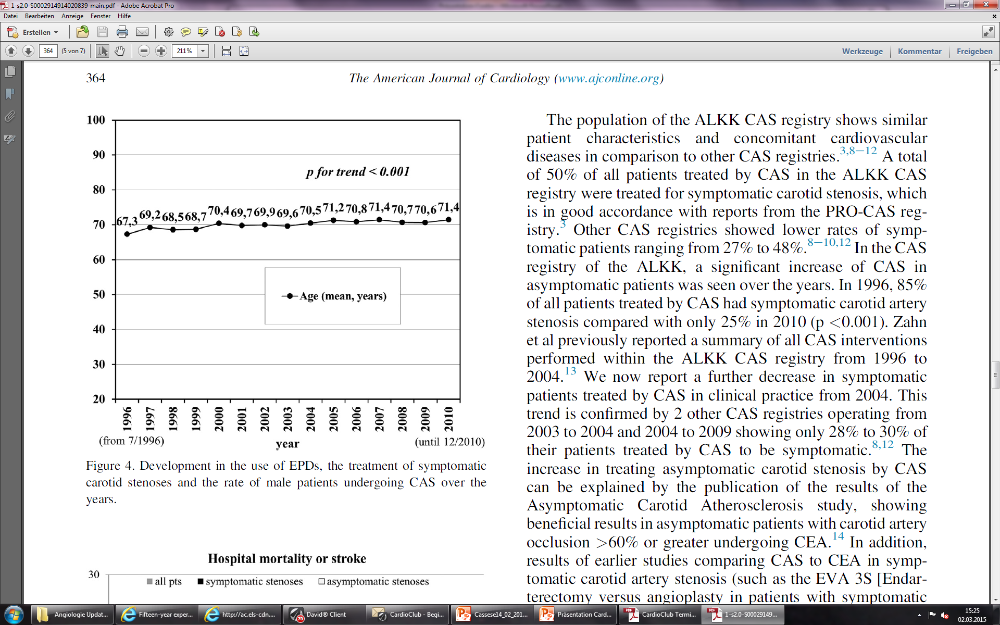 1-s2.0-S0002914914020839-main.pdf - Adobe Acrobat Pro
Datei Bearbeiten Anzeige Fenster Hilfe
Erstellen
364 (5 von 7) 211% Werkzeuge Kommentar Freigeben
364
The American Journal of Cardiology (www.ajconline.org)
100
90
80
70
60
50
40
30
20
p for trend < 0.001
67,3 69,2 68,5 68,7 70,4 69,7 69,9 69,6 70,5 71,2 70,8 71,4 70,7 70,6 71,4
Age (mean, years)
1996 1997 1998 1999 2000 2001 2002 2003 2004 2005 2006 2007 2008 2009 2010
(from 7/1996) year (until 12/2010)
Figure 4. Development in the use of EPDs, the treatment of symptomatic
carotid stenoses and the rate of male patients undergoing CAS over the
years.
Hospital mortality or stroke
30
all pts symptomatic stenoses asymptomatic stenoses
The population of the ALKK CAS registry shows similar
patient characteristics and concomitant cardiovascular
diseases in comparison to other CAS registries.3,8–12 A total
of 50% of all patients treated by CAS in the ALKK CAS
registry were treated for symptomatic carotid stenosis, which
is in good accordance with reports from the PRO-CAS reg-
istry.3 Other CAS registries showed lower rates of symp-
tomatic patients ranging from 27% to 48%.8–10,12 In the CAS
registry of the ALKK, a significant increase of CAS in
asymptomatic patients was seen over the years. In 1996, 85%
of all patients treated by CAS had symptomatic carotid artery
stenosis compared with only 25% in 2010 (p <0.001). Zahn
et al previously reported a summary of all CAS interventions
performed within the ALKK CAS registry from 1996 to
2004.13 We now report a further decrease in symptomatic
patients treated by CAS in clinical practice from 2004. This
trend is confirmed by 2 other CAS registries operating from
2003 to 2004 and 2004 to 2009 showing only 28% to 30% of
their patients treated by CAS to be symptomatic.8,12 The
increase in treating asymptomatic carotid stenosis by CAS
can be explained by the publication of the results of the
Asymptomatic Carotid Atherosclerosis study, showing
beneficial results in asymptomatic patients with carotid artery
occlusion >60% or greater undergoing CEA.14 In addition,
results of earlier studies comparing CAS to CEA in symp-
tomatic carotid artery stenosis (such as the EVA 3S [Endar-
terectomy versus angioplasty in patients with symptomatic
Angiologie Updat... Fifteen-year exper... http://ac.els-cdn.... David® Client CardioClub - Begi... Cassese14_02_201... Präsentation Card... CardioClub Termi... 1-s2.0-S00029149...
15:25
02.03.2015